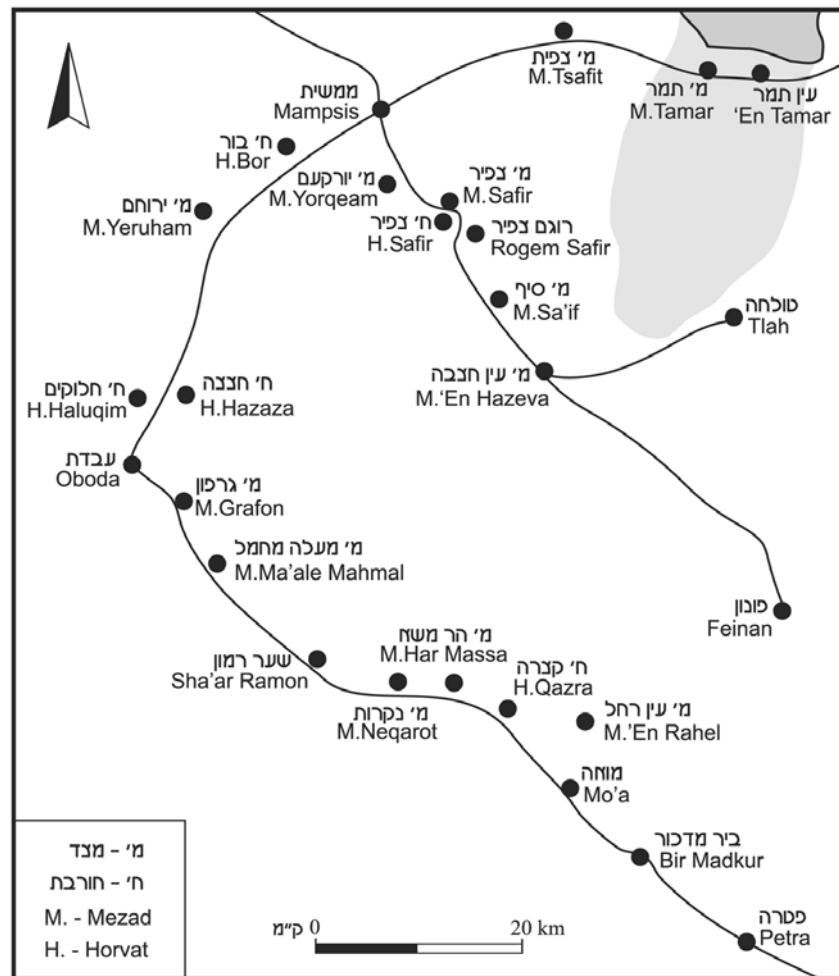 מ׳ צפית
M.Tsafit
מ׳ תמר
M.Tamar
עין תמר
‘En Tamar
ממשית
Mampsis
ח׳ בור
H.Bor
מ׳ יורקעם
M.Yorqeam
מ׳ צפיר
M.Safir
מ׳ ירוחם
M.Yeruham
ח׳ צפיר
H.Safir
רוגם צפיר
Rogem Safir
מ׳ סיף
M.Sa’if
טולחה
Tlah
ח׳ חלוקים
H.Haluqim
ח׳ חצצה
H.Hazaza
מ׳ עין חצבה
M.‘En Hazeva
עבדת
Oboda
מ׳ גרפון
M.Grafon
מ׳ מעלה מחמל
M.Ma’ale Mahmal
פונון
Feinan
שער רמון
Sha’ar Ramon
מ׳ הר משא
M.Har Massa
ח׳ קצרה
H.Qazra
מ׳ נקרות
M.Neqarot
מ׳ עין רחל
M.’En Rahel
מואה
Mo’a
ביר מדכור
Bir Madkur
פטרה
Petra
מ׳ - מצד
ח׳ - חורבת
M. - Mezad
H. - Horvat
ק״מ 0 20 km